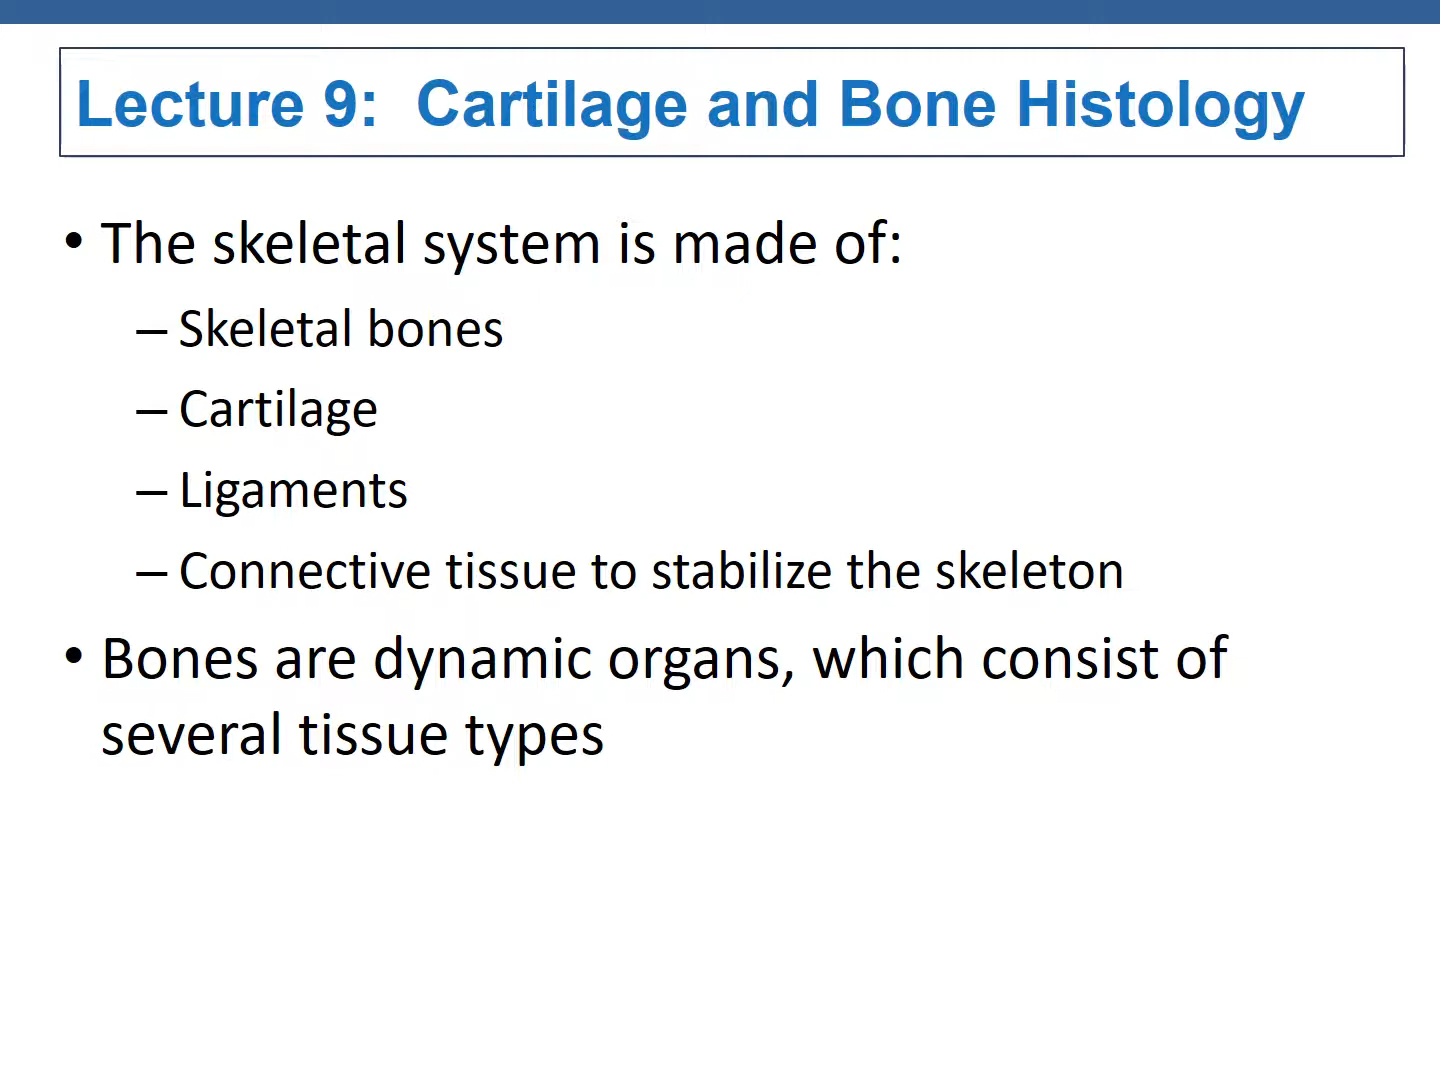 Lecture 9:  Cartilage and Bone Histology
• The skeletal system is made of:
– Skeletal bones
– Cartilage
– Ligaments
– Connective tissue to stabilize the skeleton
• Bones are dynamic organs, which consist of
several tissue types